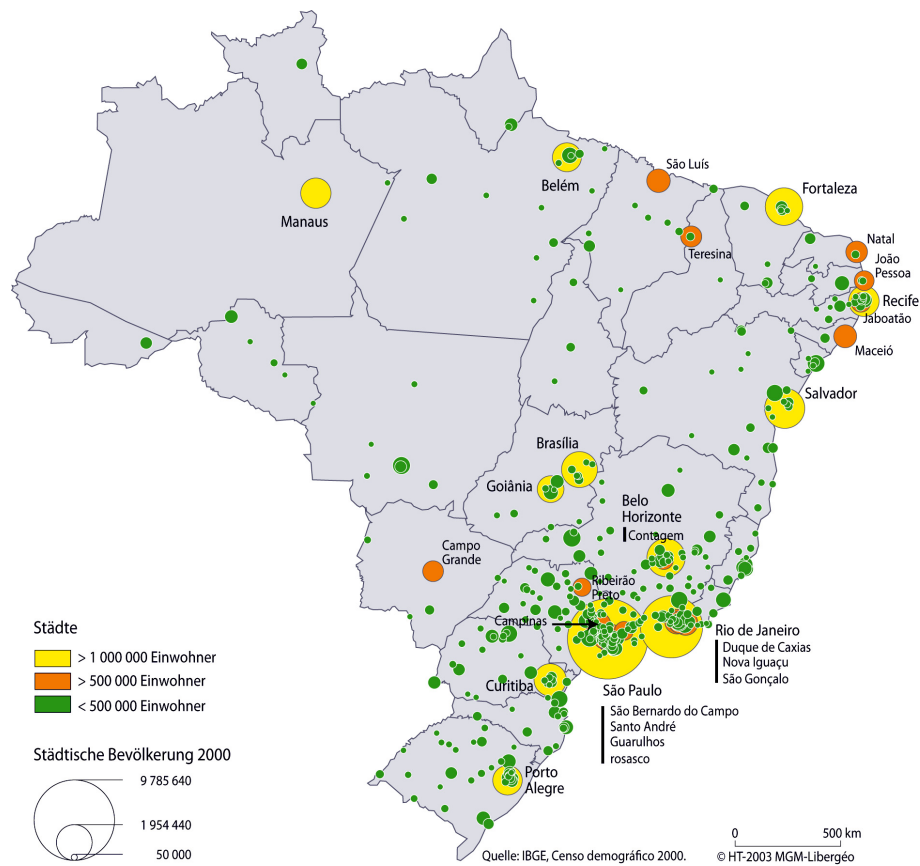 São Luís
Belém
Fortaleza
Manaus
Natal
Teresina
João
Pessoa
Recife
Jaboatão
Maceió
Salvador
Brasília
Goiânia
Belo
Horizonte
Contagem
Campo
Grande
Ribeirão
Preto
Campinas
Rio de Janeiro
Duque de Caxias
Nova Iguaçu
São Gonçalo
Curitiba
São Paulo
São Bernardo do Campo
Santo André
Guarulhos
rosasco
Porto
Alegre
Städte
> 1 000 000 Einwohner
> 500 000 Einwohner
< 500 000 Einwohner
Städtische Bevölkerung 2000
9 785 640
1 954 440
50 000
0 500 km
Quelle: IBGE, Censo demográfico 2000.
© HT-2003 MGM-Libergéo